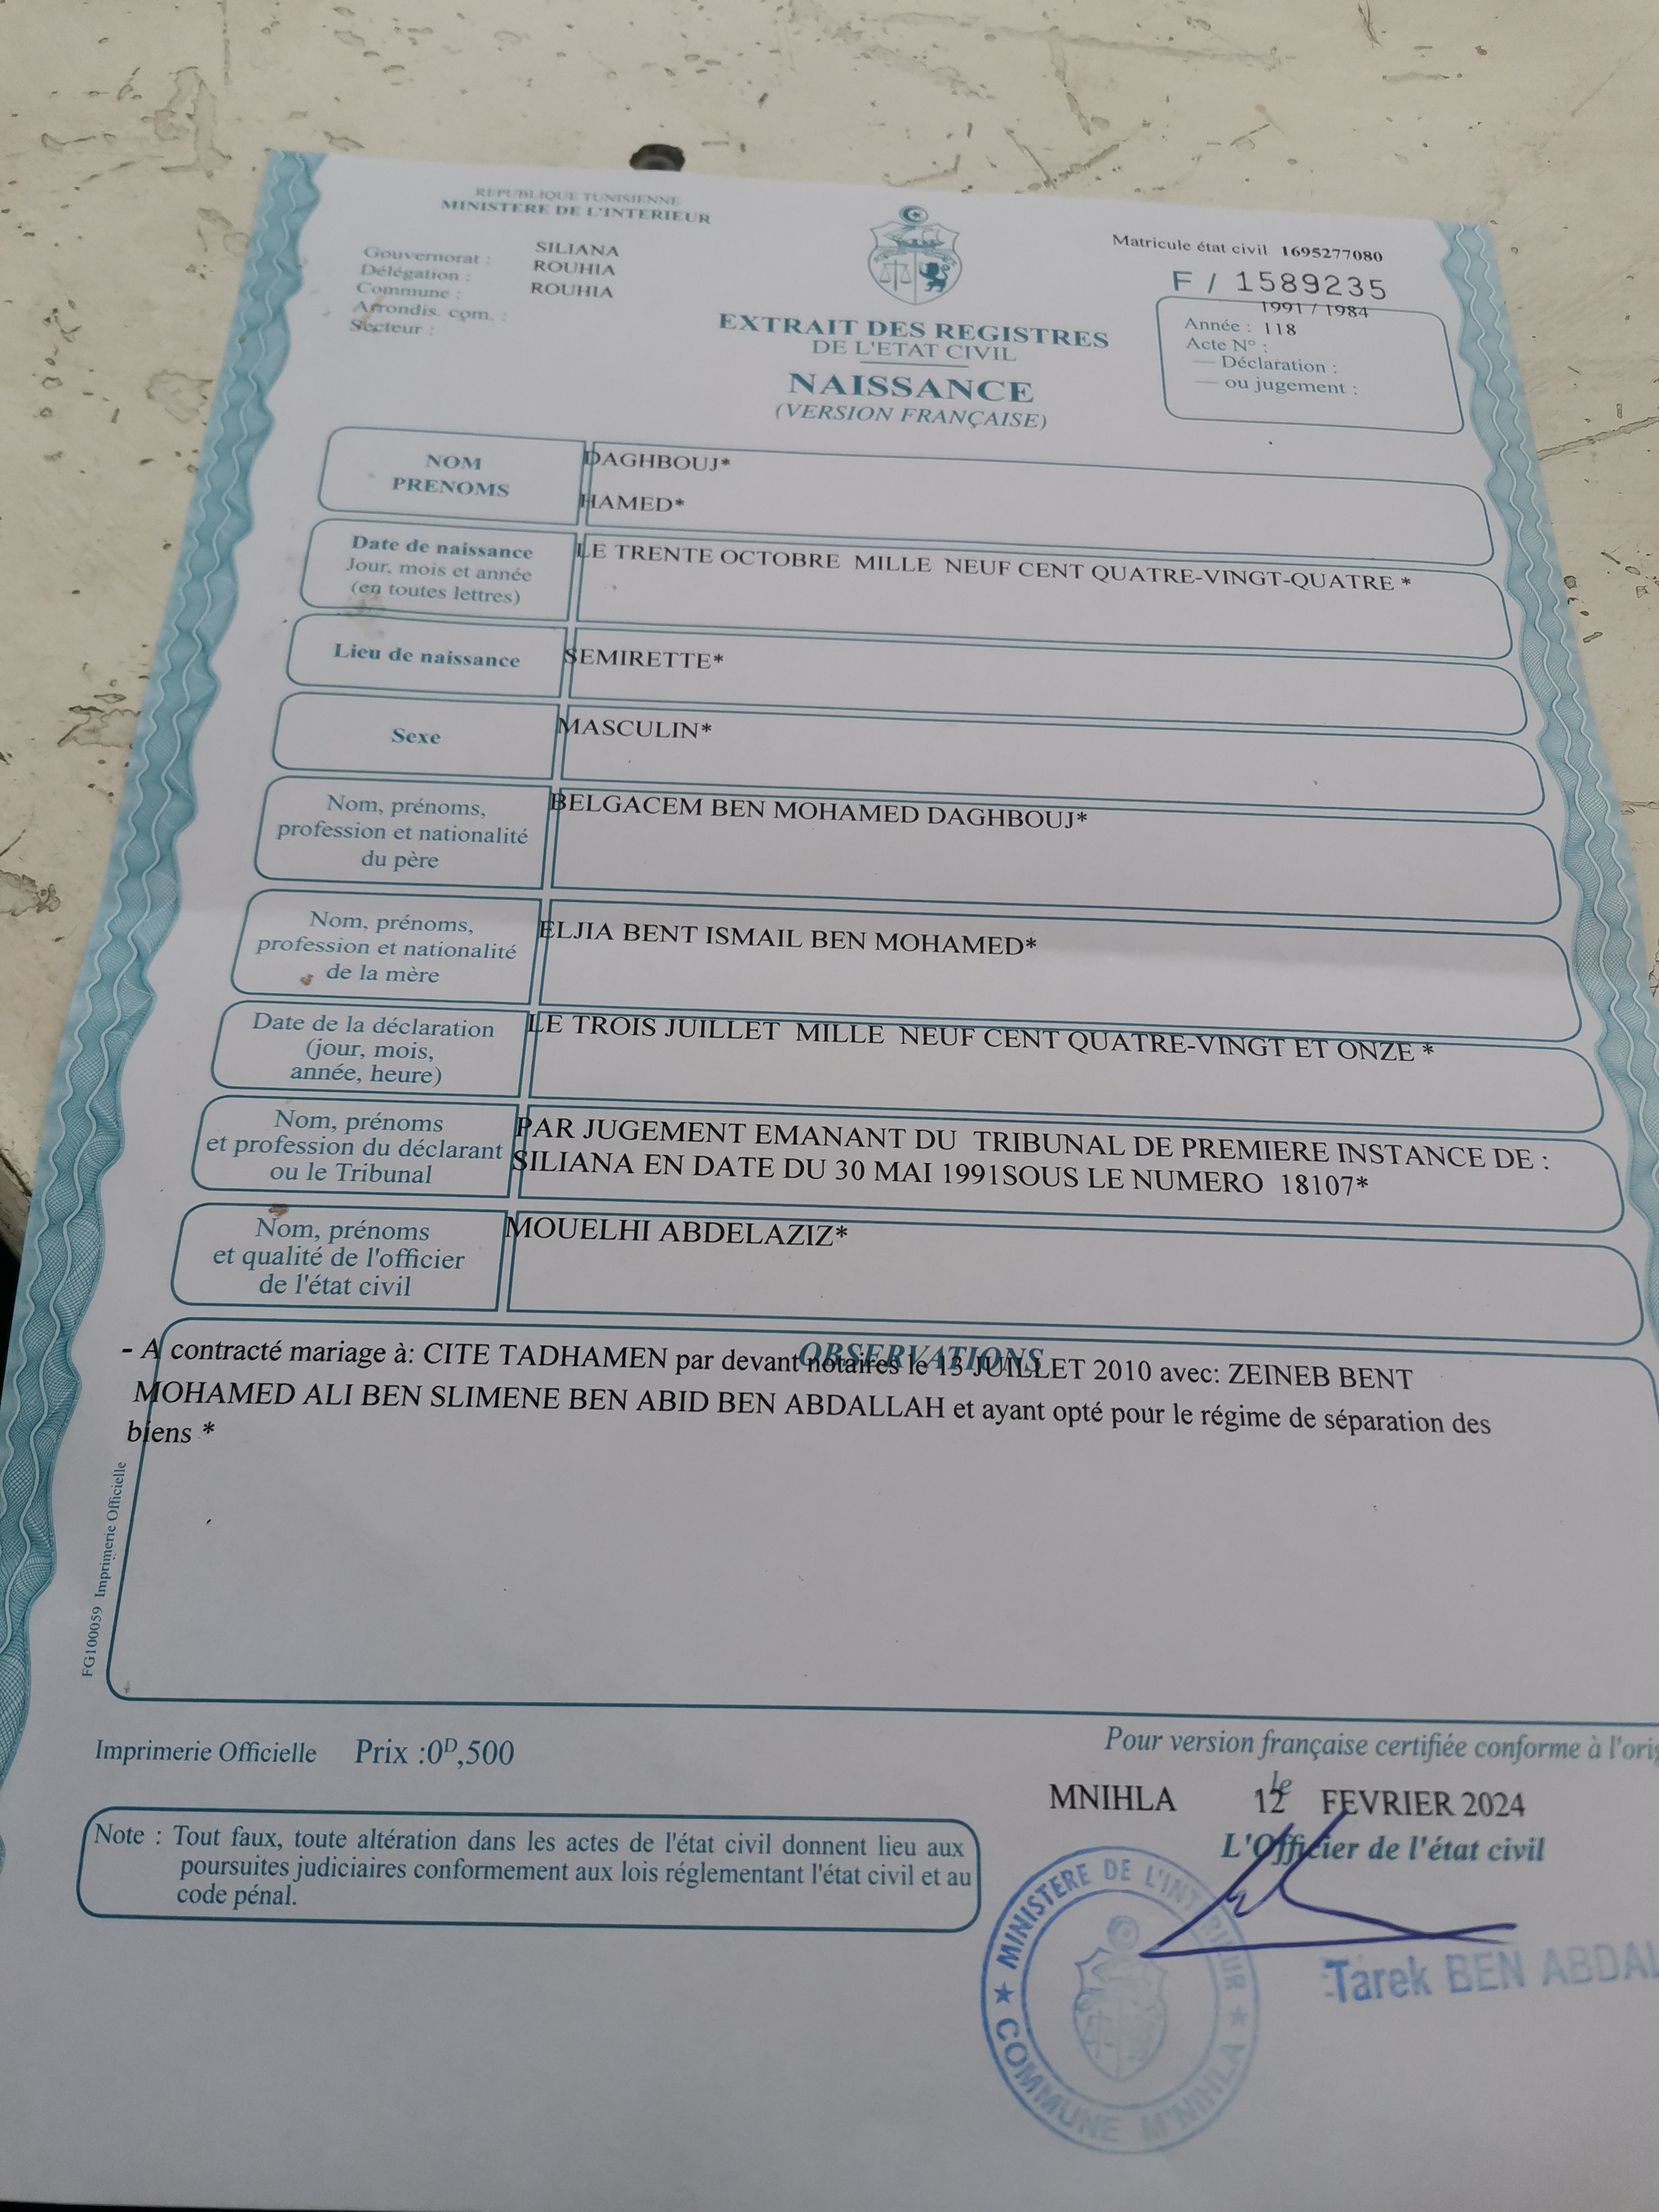 REPUBLIQUE TUNISIENNE
MINISTERE DE L'INTERIEUR
Gouvernorat : SILIANA
Délégation : ROUHIA
Commune : ROUHIA
Arrondis. com. :
Secteur :
Matricule état civil 1695277080
F / 1589235
1991 / 1984
Année : 118
Acte N° :
— Déclaration :
— ou jugement :
EXTRAIT DES REGISTRES
DE L'ETAT CIVIL
NAISSANCE
(VERSION FRANÇAISE)
NOM DAGHBOUJ*
PRENOMS HAMED*
Date de naissance
Jour, mois et année
(en toutes lettres)
LE TRENTE OCTOBRE MILLE NEUF CENT QUATRE-VINGT-QUATRE *
Lieu de naissance SEMIRETTE*
Sexe MASCULIN*
Nom, prénoms,
profession et nationalité
du père
BELGACEM BEN MOHAMED DAGHBOUJ*
Nom, prénoms,
profession et nationalité
de la mère
ELJIA BENT ISMAIL BEN MOHAMED*
Date de la déclaration
(jour, mois,
année, heure)
LE TROIS JUILLET MILLE NEUF CENT QUATRE-VINGT ET ONZE *
Nom, prénoms
et profession du déclarant
ou le Tribunal
PAR JUGEMENT EMANANT DU TRIBUNAL DE PREMIERE INSTANCE DE :
SILIANA EN DATE DU 30 MAI 1991SOUS LE NUMERO 18107*
Nom, prénoms
et qualité de l'officier
de l'état civil
MOUELHI ABDELAZIZ*
OBSERVATIONS
- A contracté mariage à: CITE TADHAMEN par devant notaires le 13 JUILLET 2010 avec: ZEINEB BENT
MOHAMED ALI BEN SLIMENE BEN ABID BEN ABDALLAH et ayant opté pour le régime de séparation des
biens *
FG100059 Imprimerie Officielle
Imprimerie Officielle Prix :0D,500
Pour version française certifiée conforme à l'orig
le
MNIHLA 12 FEVRIER 2024
L'Officier de l'état civil
Note : Tout faux, toute altération dans les actes de l'état civil donnent lieu aux
poursuites judiciaires conformement aux lois réglementant l'état civil et au
code pénal.
MINISTERE DE L'INTERIEUR
COMMUNE M'NIHLA
Tarek BEN ABDAL